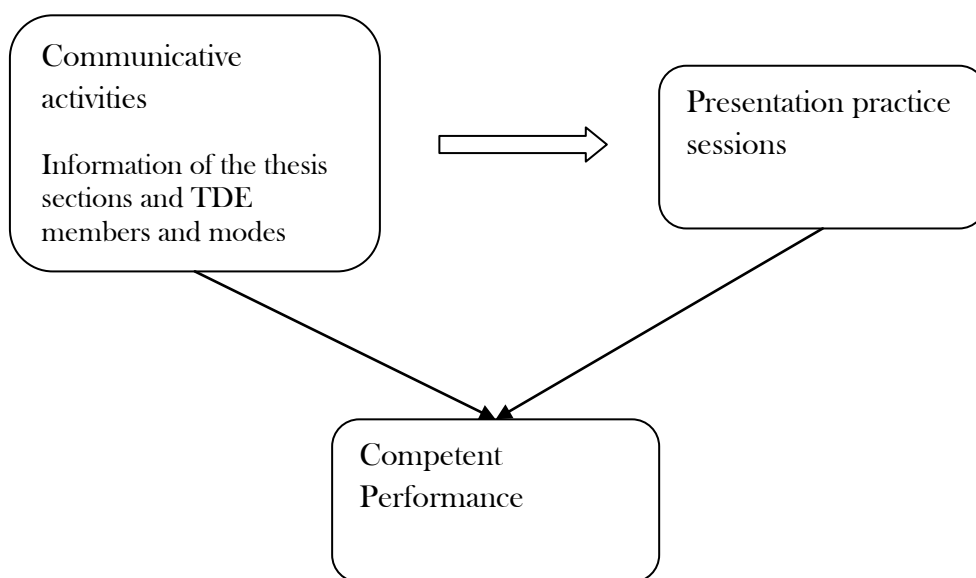 Communicative
activities
Information of the thesis
sections and TDE
members and modes
Presentation practice
sessions
Competent
Performance